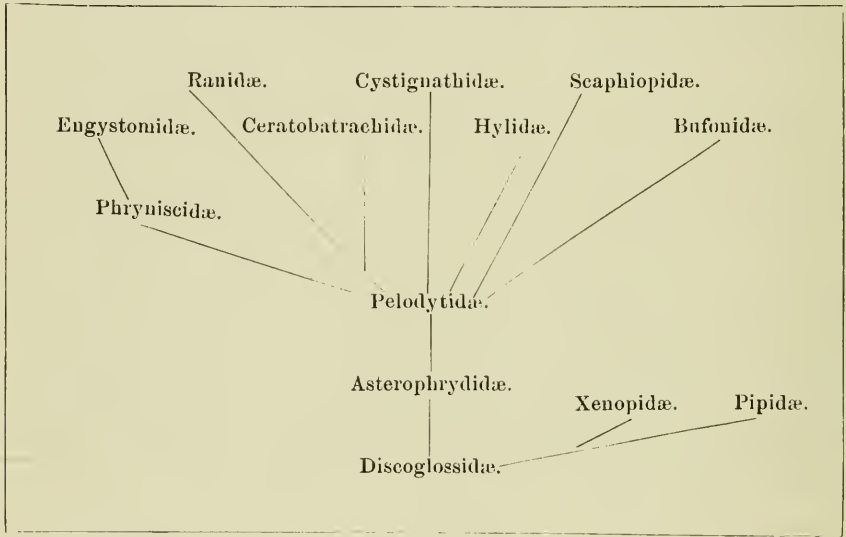 Ranidæ. Cystignathidæ. Scaphiopidæ.
Engystomidæ. Ceratobatrachidæ. Hylidæ. Bufonidæ.
Phryniscidæ.
Pelodytidæ.
Asterophrydidæ.
Xenopidæ. Pipidæ.
Discoglossidæ.